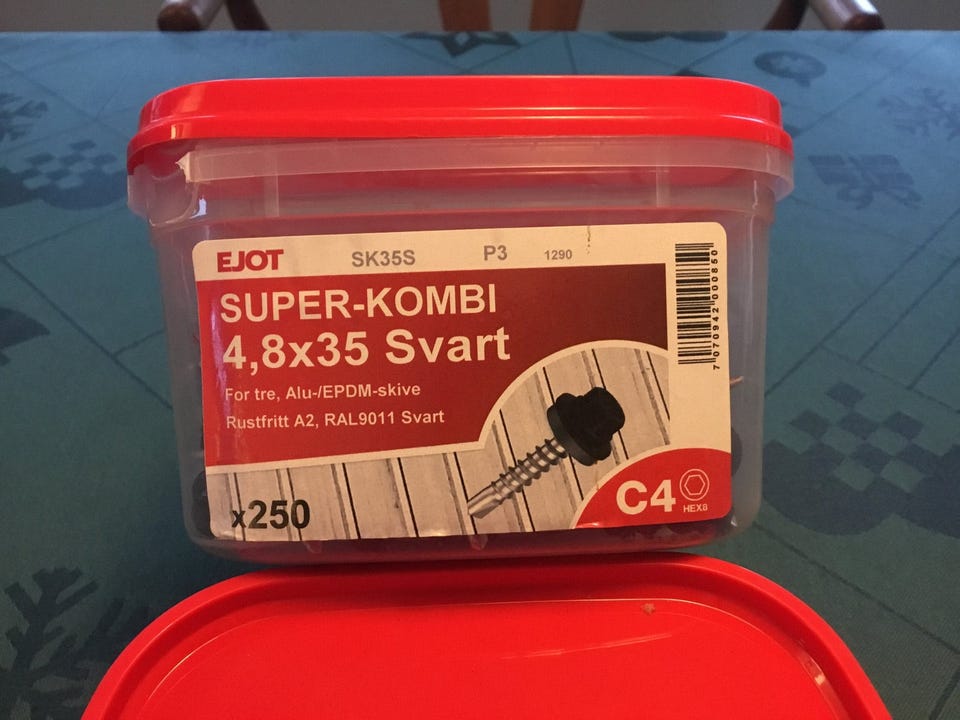 EJOT SK35S P3 1290
SUPER-KOMBI
4,8x35 Svart
For tre, Alu-/EPDM-skive
Rustfritt A2, RAL9011 Svart
x250
C4
HEX8
7 070942 000850